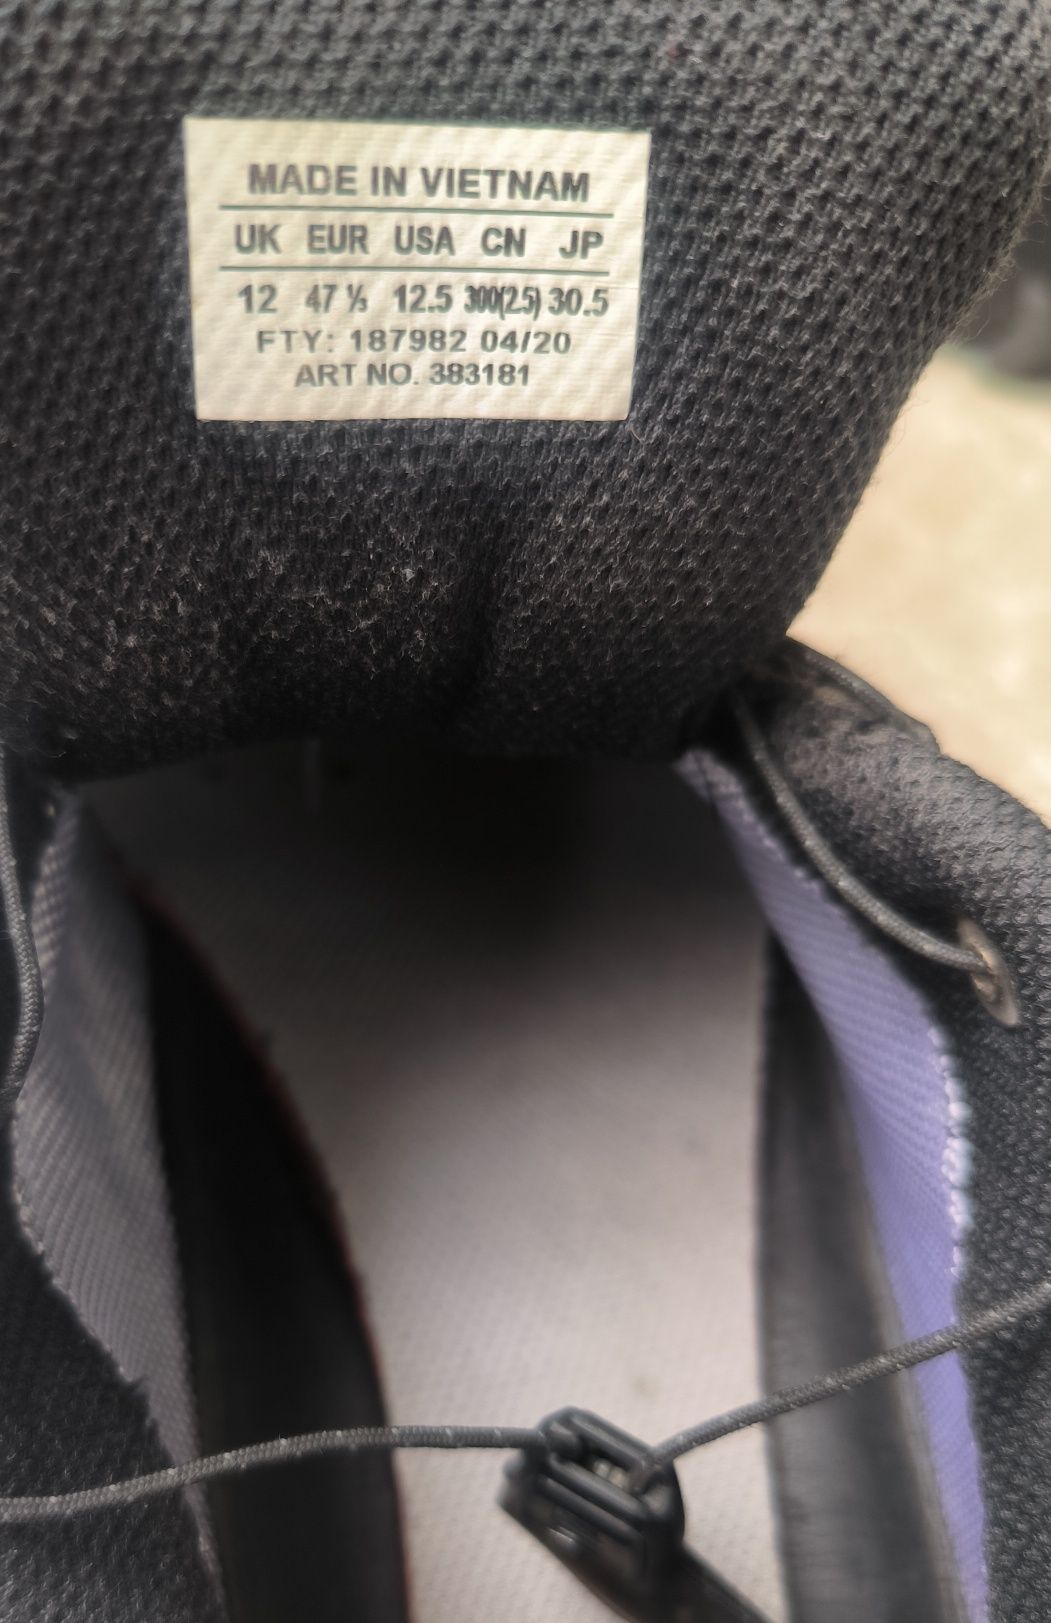 MADE IN VIETNAM
UK EUR USA CN JP
12 47 ⅓ 12.5 300(2.5) 30.5
FTY: 187982 04/20
ART NO. 383181